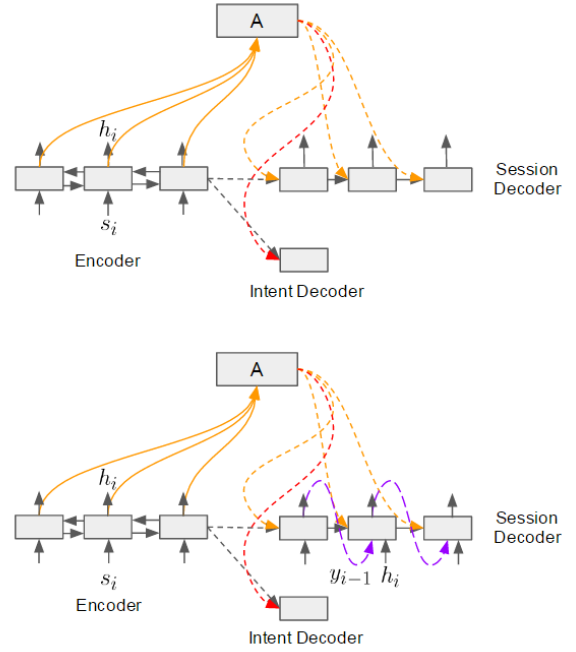 A
h_i
Session
Decoder
s_i
Encoder
Intent Decoder
A
h_i
Session
Decoder
s_i
y_{i-1} h_i
Encoder
Intent Decoder